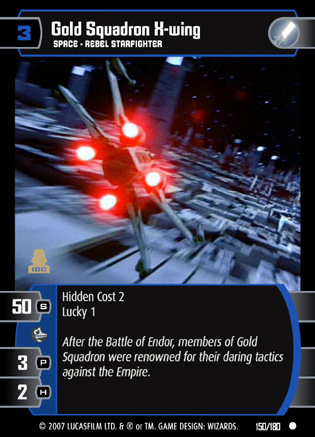 3
Gold Squadron X-wing
SPACE - REBEL STARFIGHTER
IDC
50 S
Hidden Cost 2
Lucky 1
3 P
2 H
After the Battle of Endor, members of Gold
Squadron were renowned for their daring tactics
against the Empire.
© 2007 LUCASFILM LTD. & ® or TM. GAME DESIGN: WIZARDS. 150/180